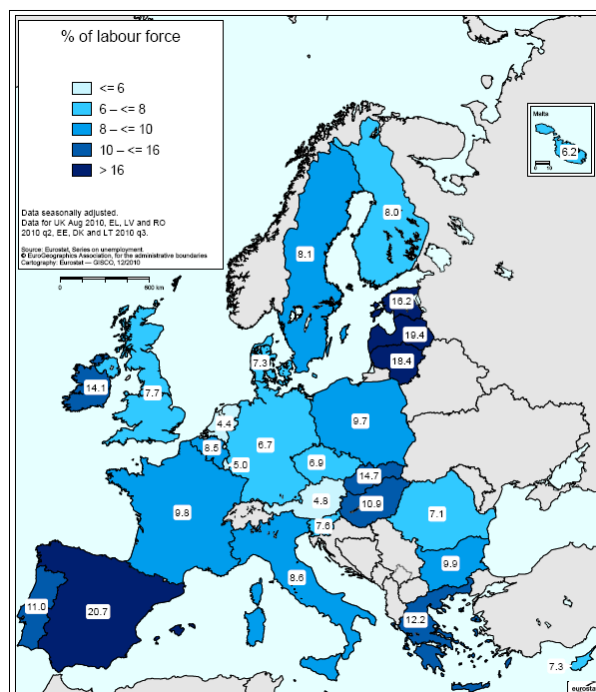 % of labour force
<= 6
6 – <= 8
8 – <= 10
10 – <= 16
> 16
Data seasonally adjusted.
Data for UK Aug 2010, EL, LV and RO
2010 q2, EE, DK and LT 2010 q3.
Source: Eurostat, Series on unemployment.
© EuroGeographics Association, for the administrative boundaries
Cartography: Eurostat — GISCO, 12/2010
0 600 km
Malta
6.2
0 10
8.0
8.1
16.2
19.4
18.4
7.3
14.1
7.7
4.4
9.7
8.5
6.7
5.0
6.9
14.7
4.8
10.9
9.8
7.6
7.1
8.6
9.9
11.0
20.7
12.2
7.3
eurostat